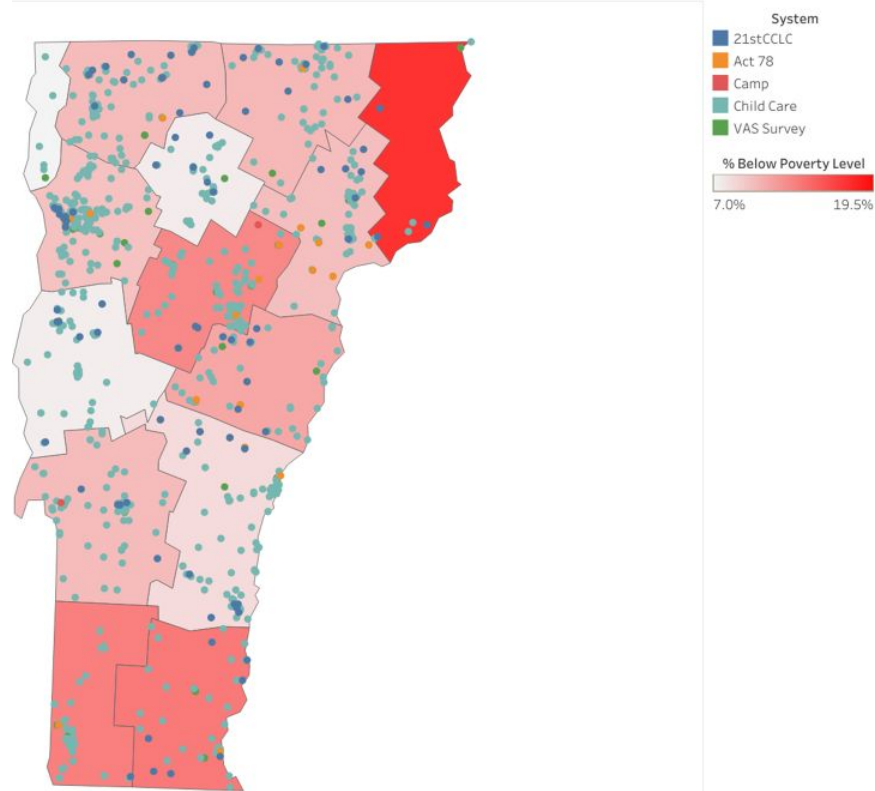 System
21stCCLC
Act 78
Camp
Child Care
VAS Survey
% Below Poverty Level
7.0% 19.5%